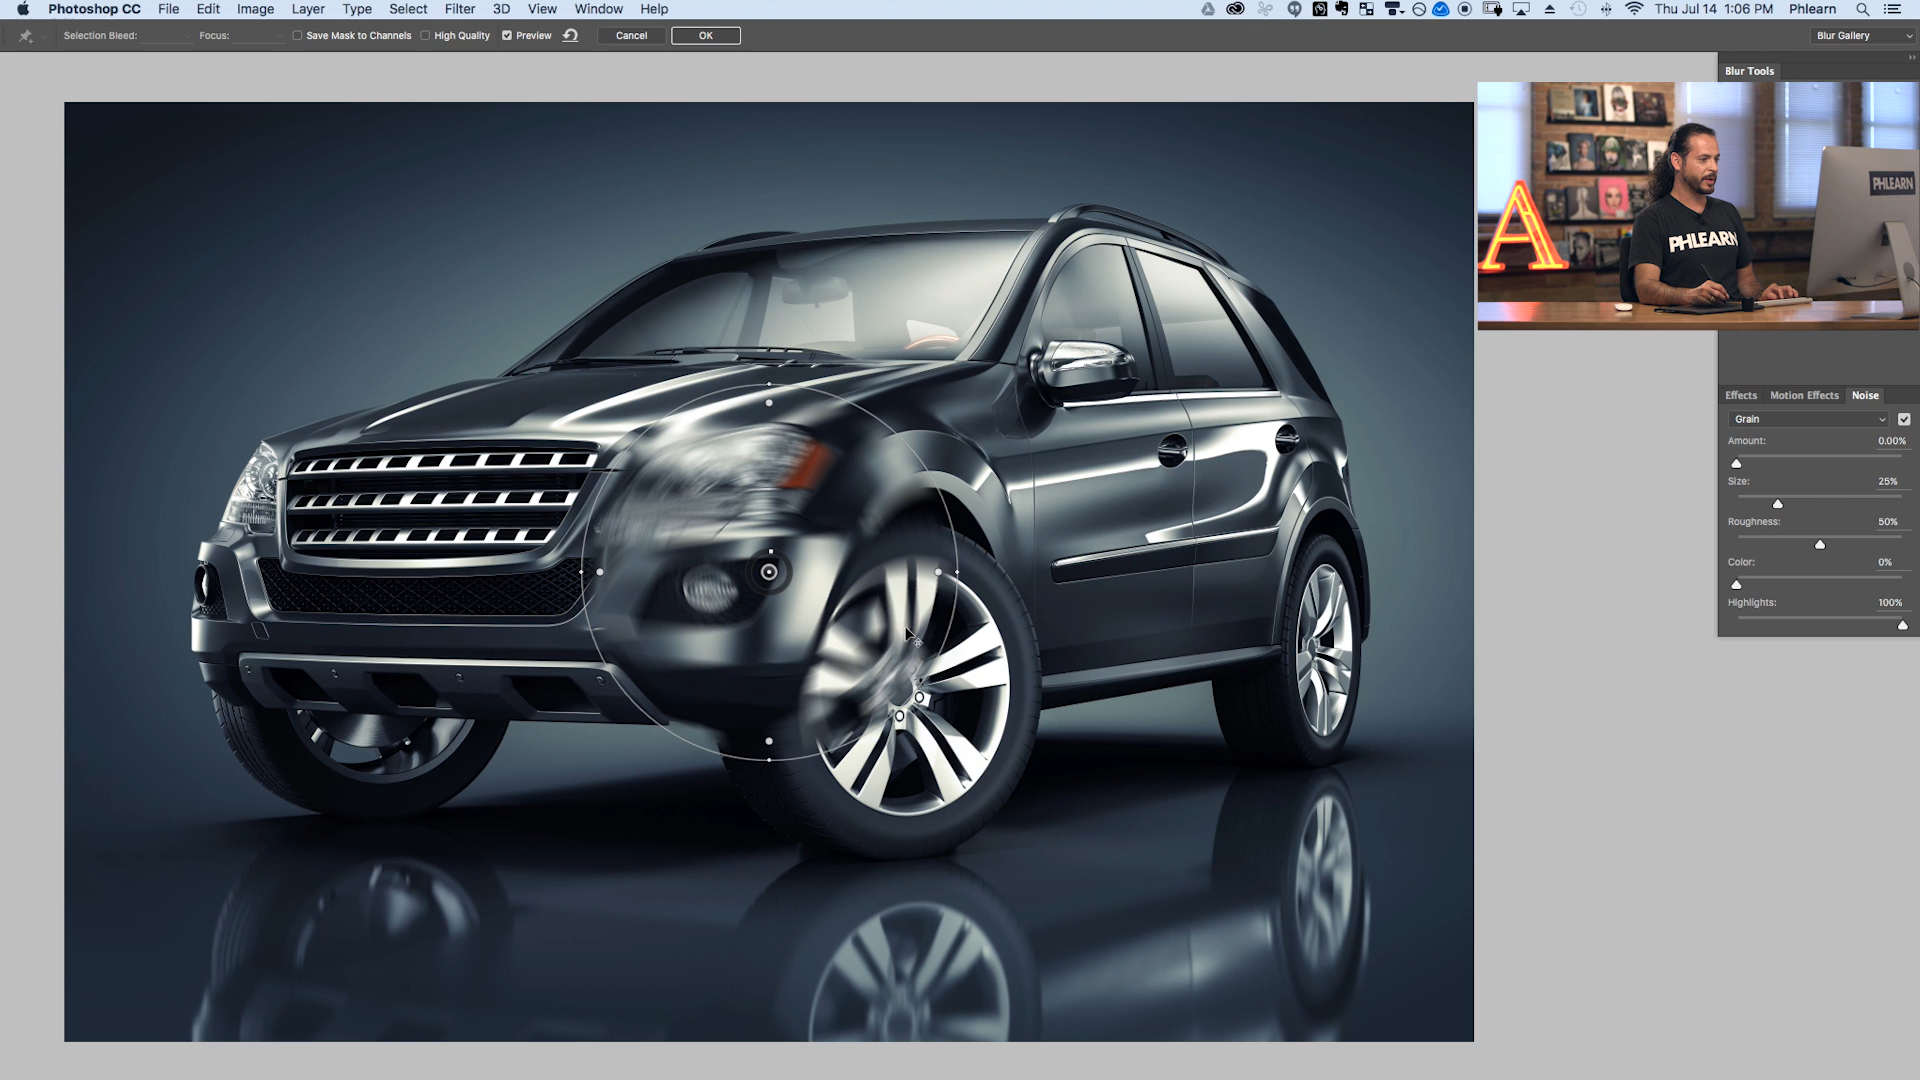 Photoshop CC File Edit Image Layer Type Select Filter 3D View Window Help Thu Jul 14 1:06 PM Phlearn
Selection Bleed: Focus: Save Mask to Channels High Quality Preview Cancel OK Blur Gallery
Blur Tools
PHLEARN
PHLEARN
A
Effects Motion Effects Noise
Grain
Amount: 0.00%
Size: 25%
Roughness: 50%
Color: 0%
Highlights: 100%